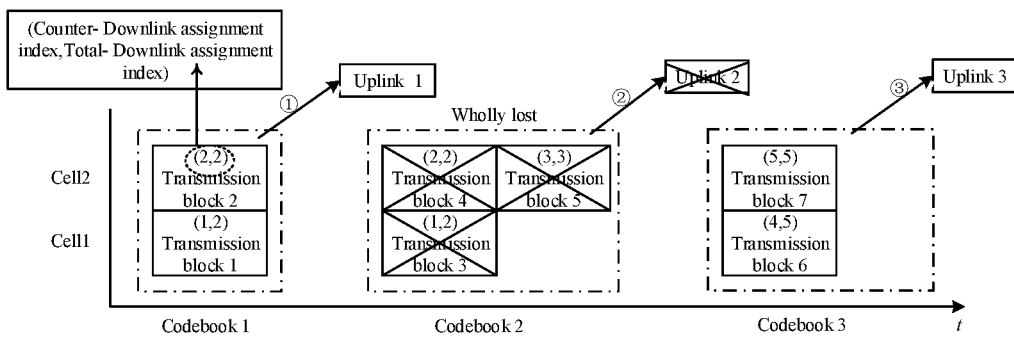 (Counter- Downlink assignment
index,Total- Downlink assignment
index)
①
Uplink 1
Wholly lost
②
Uplink 2
③
Uplink 3
Cell2
(2,2)
Transmission
block 2
(2,2)
Transmission
block 4
(3,3)
Transmission
block 5
(5,5)
Transmission
block 7
Cell1
(1,2)
Transmission
block 1
(1,2)
Transmission
block 3
(4,5)
Transmission
block 6
Codebook 1
Codebook 2
Codebook 3
t